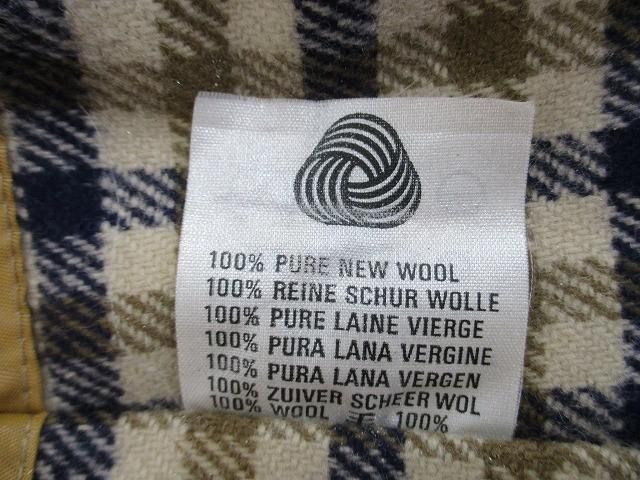 100% PURE NEW WOOL
100% REINE SCHUR WOLLE
100% PURE LAINE VIERGE
100% PURA LANA VERGINE
100% PURA LANA VERGEN
100% ZUIVER SCHEER WOL
100% WOOL 100%